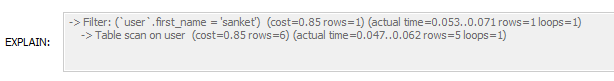 -> Filter: (`user`.first_name = 'sanket')  (cost=0.85 rows=1) (actual time=0.053..0.071 rows=1 loops=1)
EXPLAIN:    -> Table scan on user  (cost=0.85 rows=6) (actual time=0.047..0.062 rows=5 loops=1)